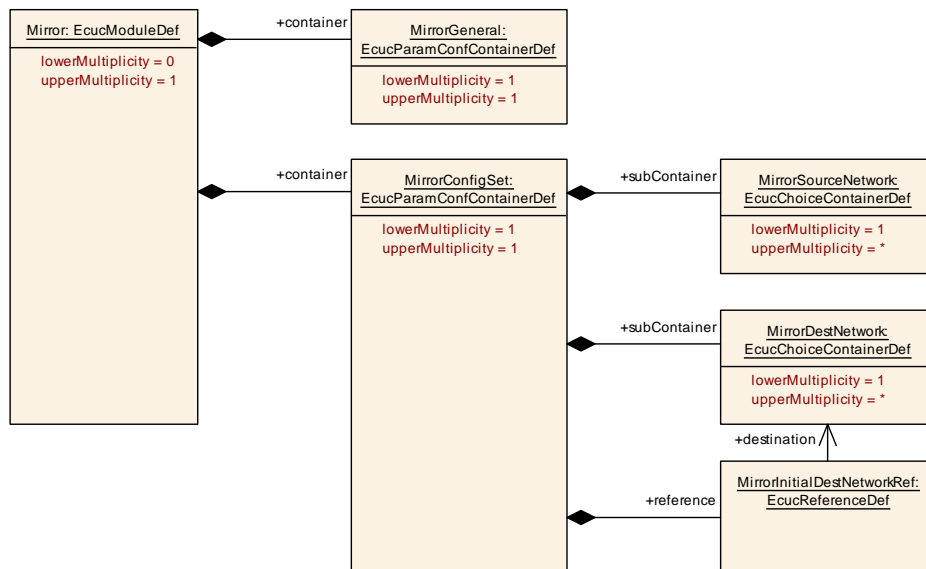 Mirror: EcucModuleDef
lowerMultiplicity = 0
upperMultiplicity = 1
+container
MirrorGeneral:
EcucParamConfContainerDef
lowerMultiplicity = 1
upperMultiplicity = 1
+container
MirrorConfigSet:
EcucParamConfContainerDef
lowerMultiplicity = 1
upperMultiplicity = 1
+subContainer
MirrorSourceNetwork:
EcucChoiceContainerDef
lowerMultiplicity = 1
upperMultiplicity = *
+subContainer
MirrorDestNetwork:
EcucChoiceContainerDef
lowerMultiplicity = 1
upperMultiplicity = *
+destination
+reference
MirrorInitialDestNetworkRef:
EcucReferenceDef